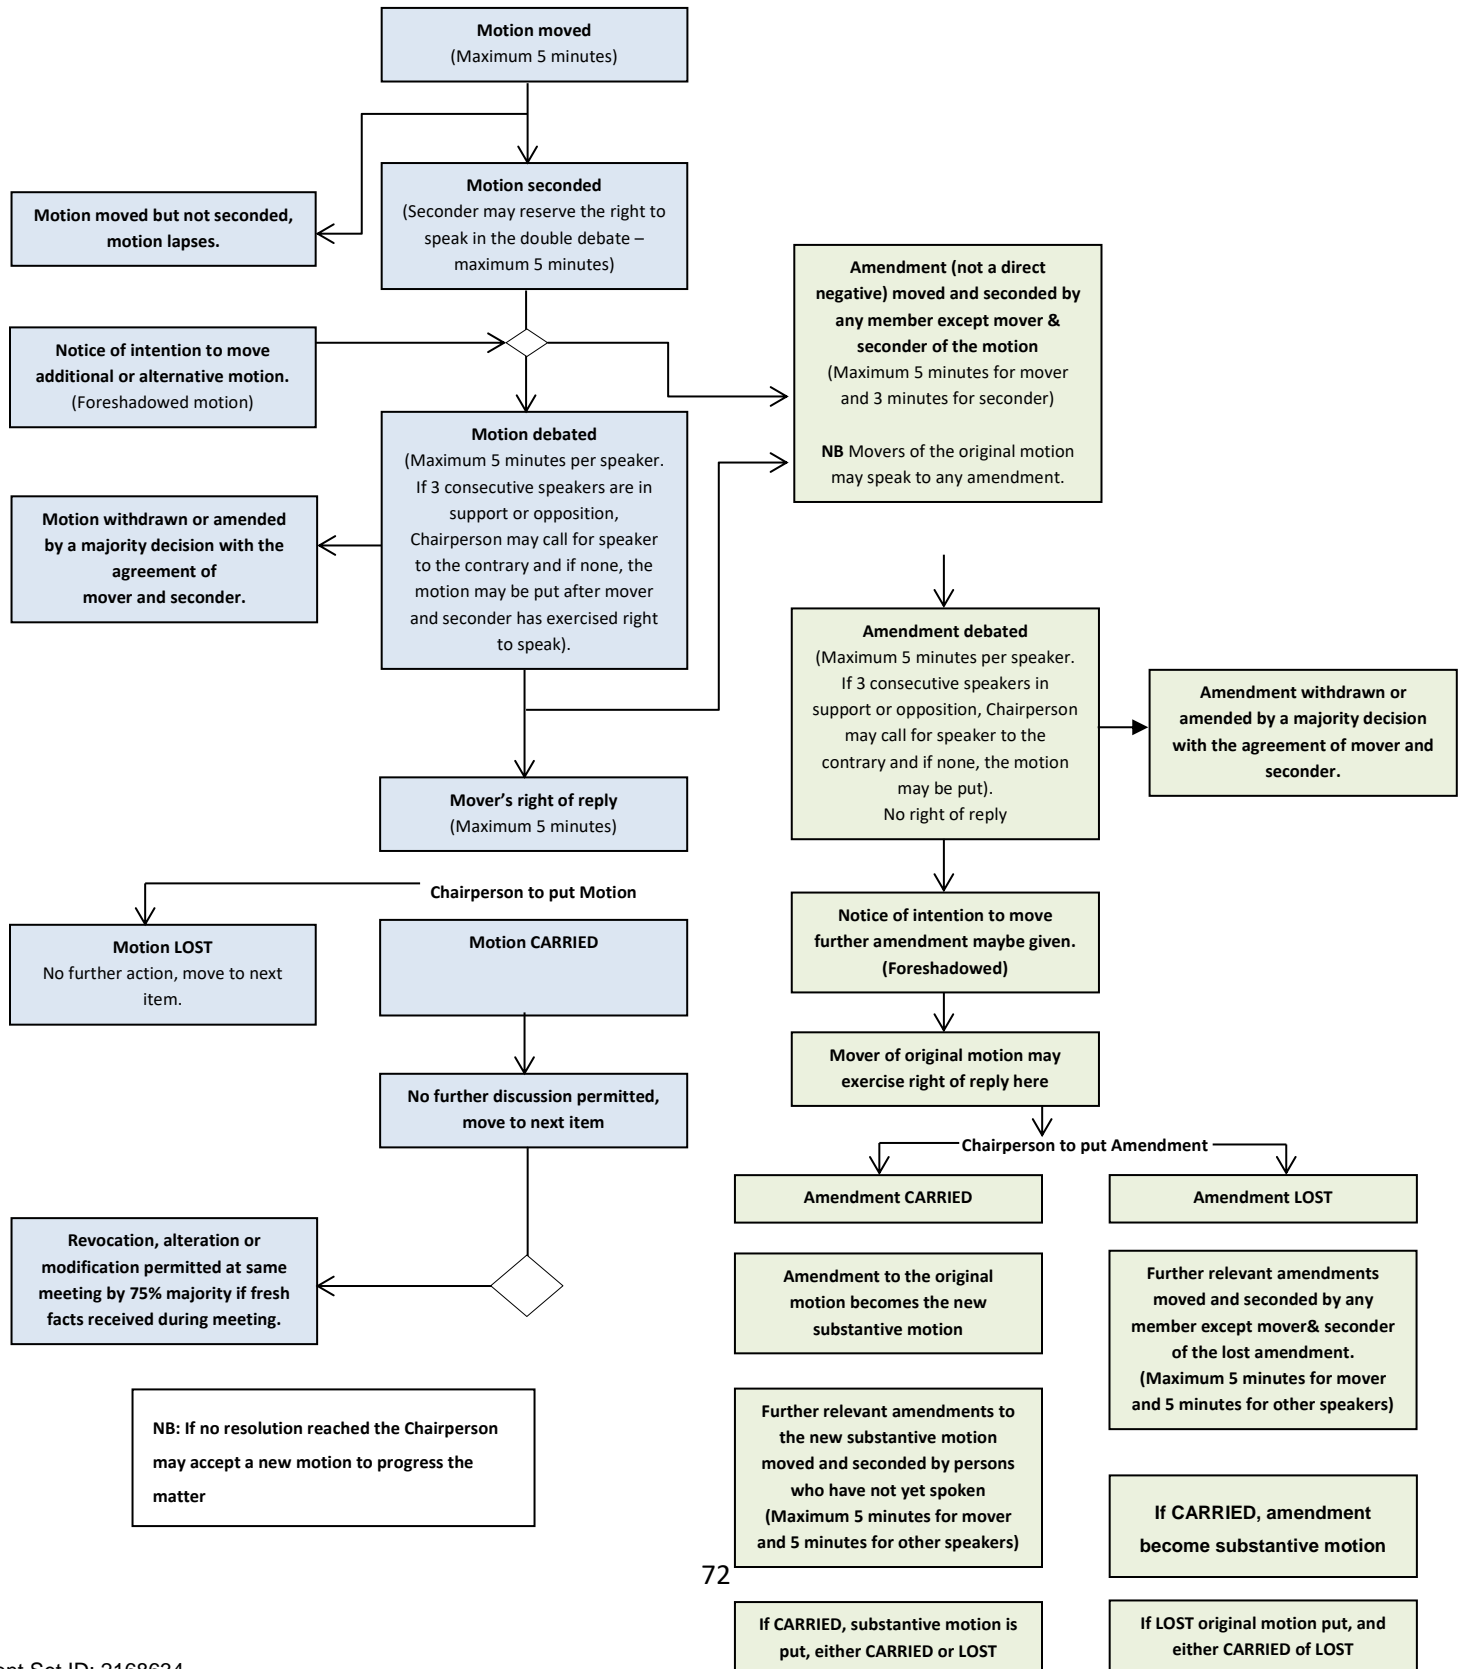 Motion moved
(Maximum 5 minutes)
Motion seconded
(Seconder may reserve the right to
speak in the double debate –
maximum 5 minutes)
Motion moved but not seconded,
motion lapses.
Notice of intention to move
additional or alternative motion.
(Foreshadowed motion)
Motion debated
(Maximum 5 minutes per speaker.
If 3 consecutive speakers are in
support or opposition,
Chairperson may call for speaker
to the contrary and if none, the
motion may be put after mover
and seconder has exercised right
to speak).
Motion withdrawn or amended
by a majority decision with the
agreement of
mover and seconder.
Mover’s right of reply
(Maximum 5 minutes)
Chairperson to put Motion
Motion LOST
No further action, move to next
item.
Motion CARRIED
No further discussion permitted,
move to next item
Revocation, alteration or
modification permitted at same
meeting by 75% majority if fresh
facts received during meeting.
NB: If no resolution reached the Chairperson
may accept a new motion to progress the
matter
Amendment (not a direct
negative) moved and seconded by
any member except mover &
seconder of the motion
(Maximum 5 minutes for mover
and 3 minutes for seconder)
NB Movers of the original motion
may speak to any amendment.
Amendment debated
(Maximum 5 minutes per speaker.
If 3 consecutive speakers in
support or opposition, Chairperson
may call for speaker to the
contrary and if none, the motion
may be put).
No right of reply
Amendment withdrawn or
amended by a majority decision
with the agreement of mover and
seconder.
Notice of intention to move
further amendment maybe given.
(Foreshadowed)
Mover of original motion may
exercise right of reply here
Chairperson to put Amendment
Amendment CARRIED
Amendment to the original
motion becomes the new
substantive motion
Further relevant amendments to
the new substantive motion
moved and seconded by persons
who have not yet spoken
(Maximum 5 minutes for mover
and 5 minutes for other speakers)
If CARRIED, substantive motion is
put, either CARRIED or LOST
Amendment LOST
Further relevant amendments
moved and seconded by any
member except mover& seconder
of the lost amendment.
(Maximum 5 minutes for mover
and 5 minutes for other speakers)
If CARRIED, amendment
become substantive motion
If LOST original motion put, and
either CARRIED of LOST
72